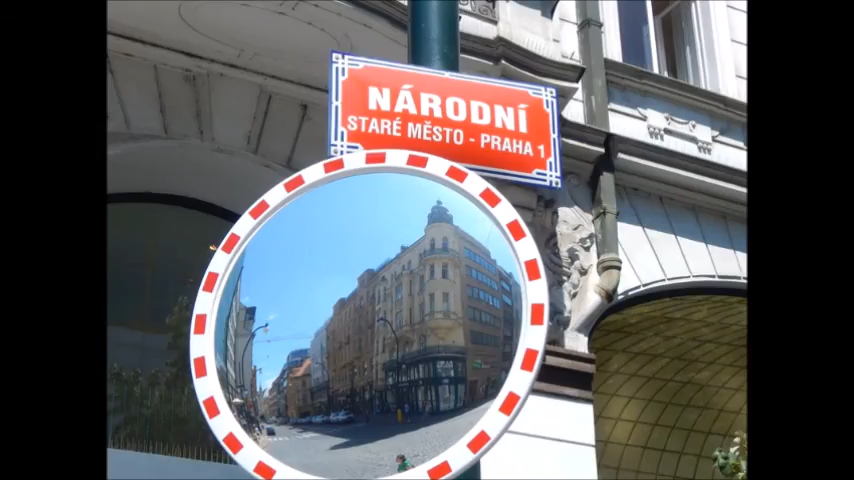 NÁRODNÍ
STARÉ MĚSTO - PRAHA 1